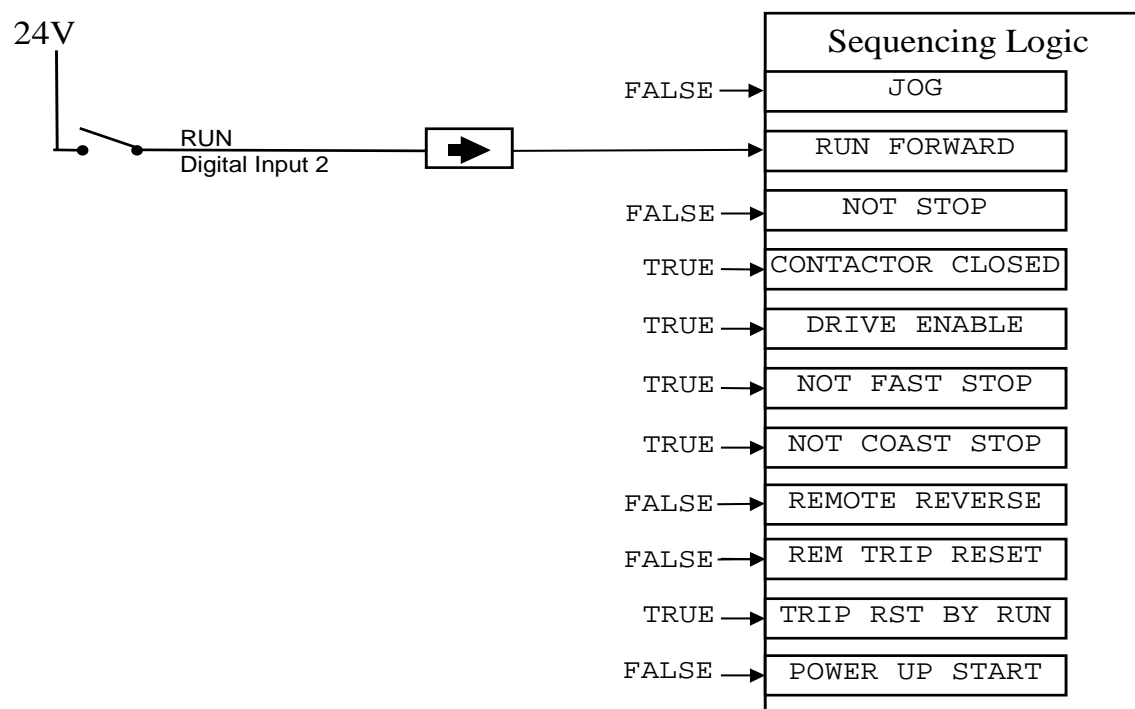 24V
Sequencing Logic
FALSE JOG
RUN
Digital Input 2
RUN FORWARD
FALSE NOT STOP
TRUE CONTACTOR CLOSED
TRUE DRIVE ENABLE
TRUE NOT FAST STOP
TRUE NOT COAST STOP
FALSE REMOTE REVERSE
FALSE REM TRIP RESET
TRUE TRIP RST BY RUN
FALSE POWER UP START